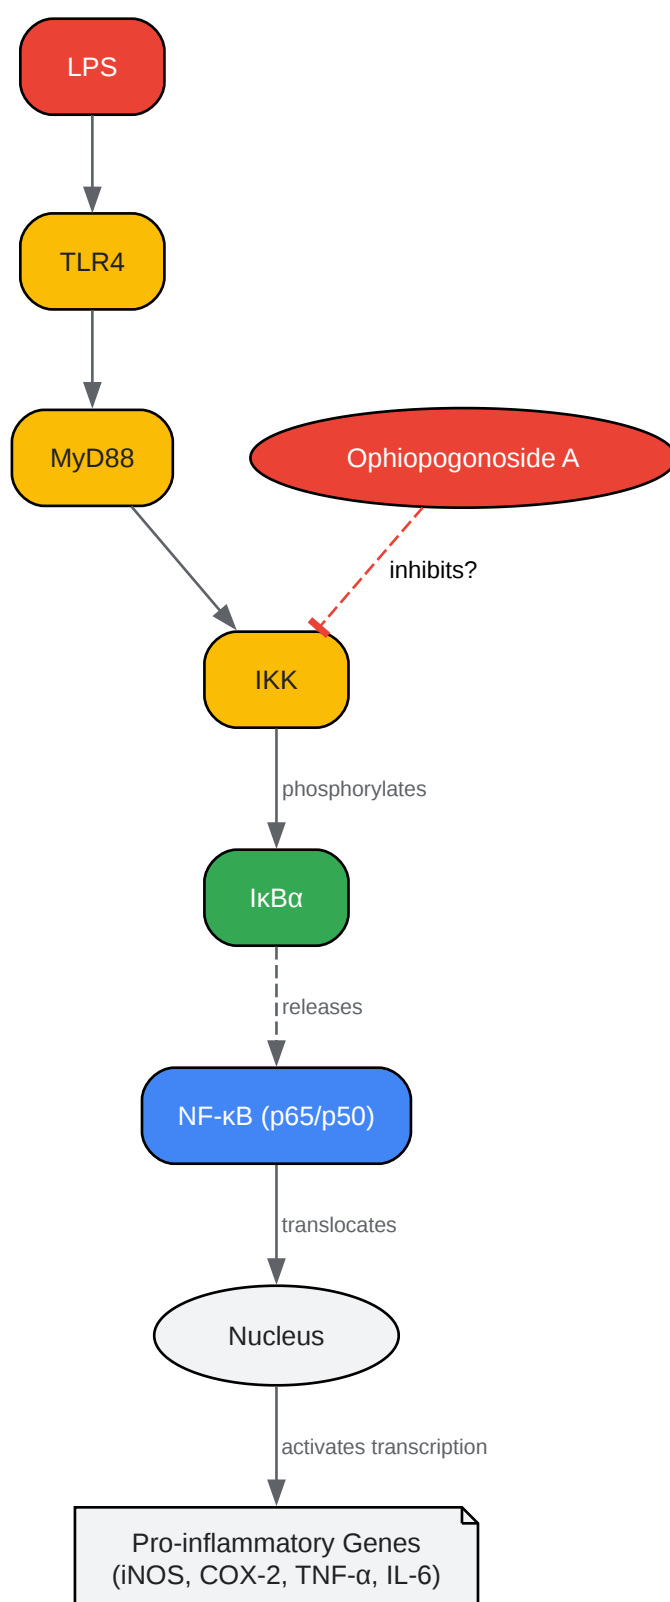 LPS
TLR4
MyD88
Ophiopogonoside A
inhibits?
IKK
phosphorylates
IκBα
releases
NF-κB (p65/p50)
translocates
Nucleus
activates transcription
Pro-inflammatory Genes
(iNOS, COX-2, TNF-α, IL-6)